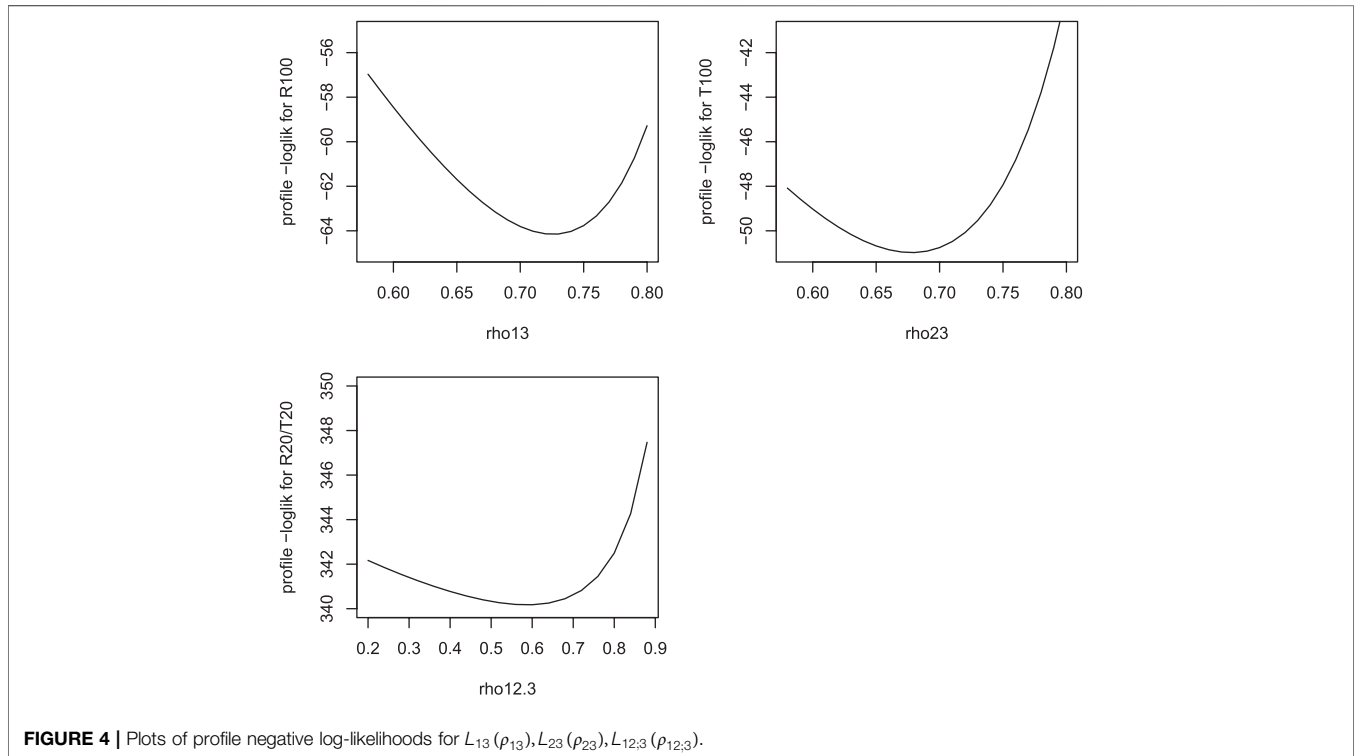 profile −loglik for R100
−56
−58
−60
−62
−64
0.60 0.65 0.70 0.75 0.80
rho13
profile −loglik for T100
−42
−44
−46
−48
−50
0.60 0.65 0.70 0.75 0.80
rho23
profile −loglik for R20/T20
350
348
346
344
342
340
0.2 0.3 0.4 0.5 0.6 0.7 0.8 0.9
rho12.3
FIGURE 4 | Plots of profile negative log-likelihoods for L₁₃ (ρ₁₃), L₂₃ (ρ₂₃), L₁₂;₃ (ρ₁₂;₃).